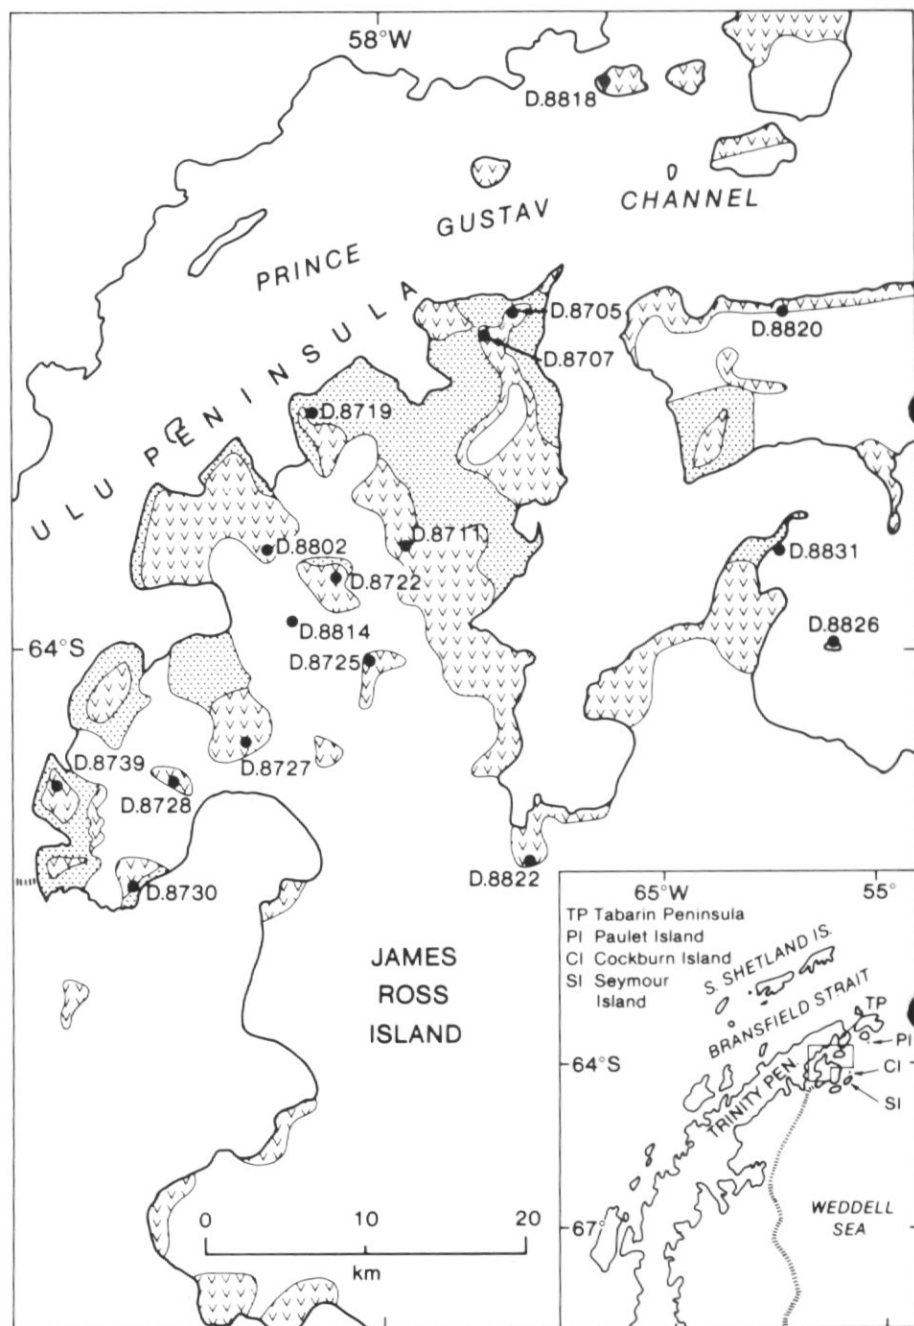 58°W
D.8818
PRINCE GUSTAV CHANNEL
ULU PENINSULA
D.8705
D.8820
D.8707
D.8719
D.8711
D.8802
D.8831
D.8722
D.8814
D.8826
64°S
D.8725
D.8727
D.8739
D.8728
D.8822
D.8730
JAMES
ROSS
ISLAND
0 10 20
km
65°W 55°
TP Tabarin Peninsula
PI Paulet Island
CI Cockburn Island
SI Seymour
Island
S. SHETLAND IS.
BRANSFIELD STRAIT
TP
PI
64°S
CI
TRINITY PEN.
SI
WEDDELL
SEA
67°